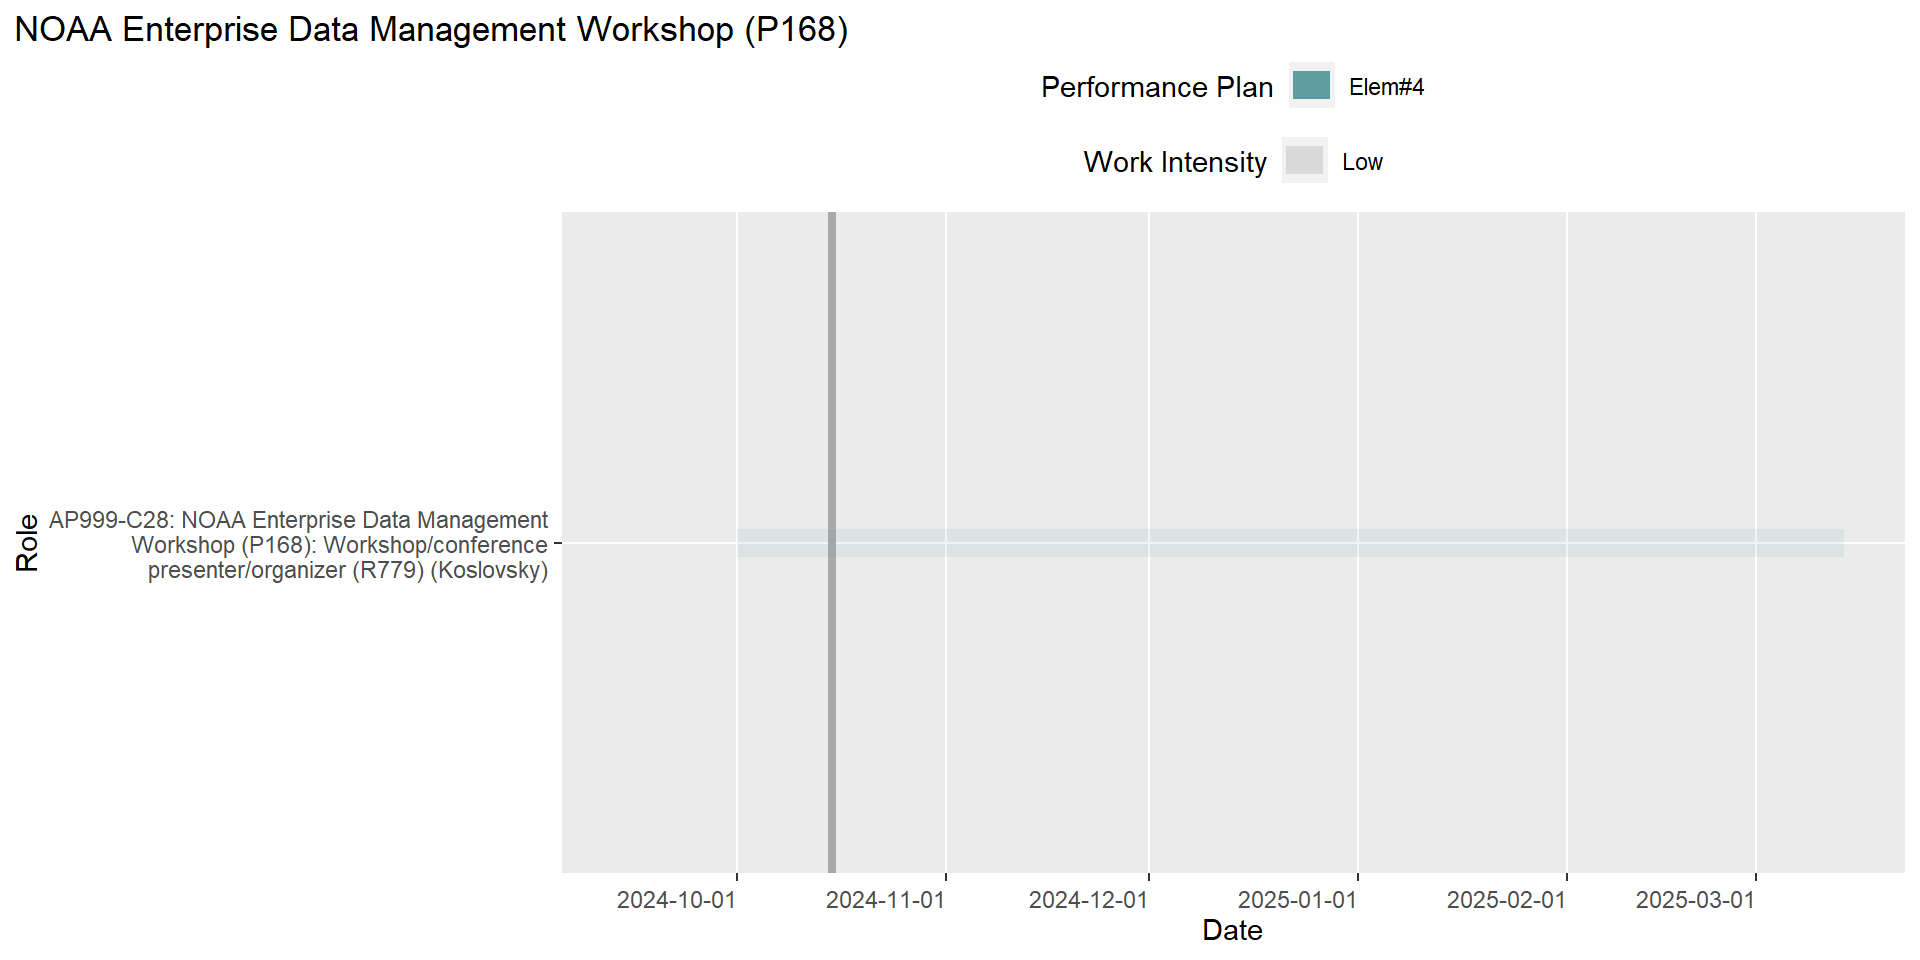 NOAA Enterprise Data Management Workshop (P168)
Performance Plan Elem#4
Work Intensity Low
Role
AP999-C28: NOAA Enterprise Data Management
Workshop (P168): Workshop/conference
presenter/organizer (R779) (Koslovsky)
2024-10-01 2024-11-01 2024-12-01 2025-01-01 2025-02-01 2025-03-01
Date